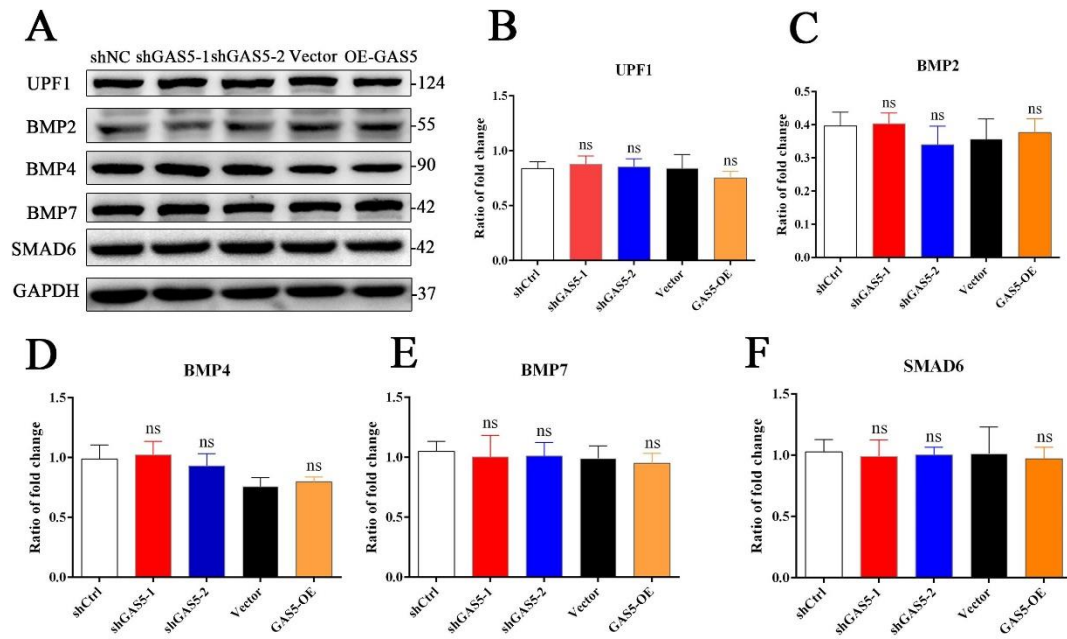 A
shNC shGAS5-1 shGAS5-2 Vector OE-GAS5
UPF1
-124
BMP2
-55
BMP4
-90
BMP7
-42
SMAD6
-42
GAPDH
-37
B
UPF1
Ratio of fold change
1.5
1.0
0.5
0.0
ns
ns
ns
shCtrl
shGAS5-1
shGAS5-2
Vector
GAS5-OE
C
BMP2
Ratio of fold change
0.5
0.4
0.3
0.2
0.1
0.0
ns
ns
ns
shCtrl
shGAS5-1
shGAS5-2
Vector
GAS5-OE
D
BMP4
Ratio of fold change
1.5
1.0
0.5
0.0
ns
ns
ns
shCtrl
shGAS5-1
shGAS5-2
Vector
GAS5-OE
E
BMP7
Ratio of fold change
1.5
1.0
0.5
0.0
ns
ns
ns
shCtrl
shGAS5-1
shGAS5-2
Vector
GAS5-OE
F
SMAD6
Ratio of fold change
1.5
1.0
0.5
0.0
ns
ns
ns
shCtrl
shGAS5-1
shGAS5-2
Vector
GAS5-OE